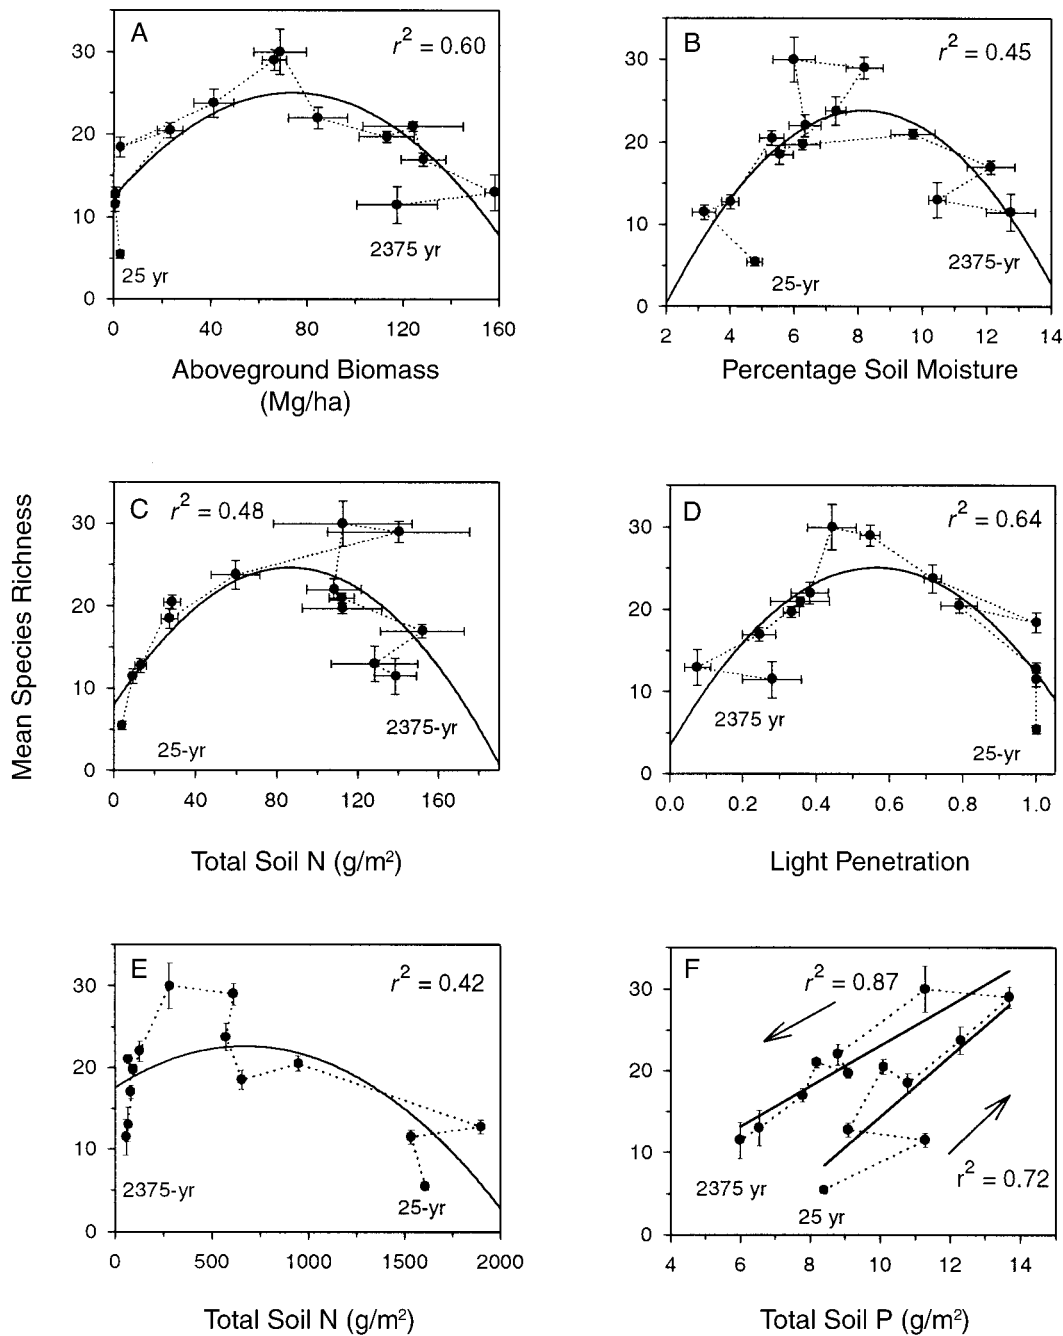 A
r² = 0.60
30
20
10
0
25 yr
2375 yr
0 40 80 120 160
Aboveground Biomass
(Mg/ha)
B
r² = 0.45
30
20
10
0
25-yr
2375-yr
2 4 6 8 10 12 14
Percentage Soil Moisture
Mean Species Richness
C
r² = 0.48
30
20
10
0
25-yr
2375-yr
0 40 80 120 160
Total Soil N (g/m²)
D
r² = 0.64
30
20
10
0
2375 yr
25-yr
0.0 0.2 0.4 0.6 0.8 1.0
Light Penetration
E
r² = 0.42
30
20
10
0
2375-yr
25-yr
0 500 1000 1500 2000
Total Soil N (g/m²)
F
r² = 0.87
30
20
10
0
2375 yr
25 yr
r² = 0.72
4 6 8 10 12 14
Total Soil P (g/m²)